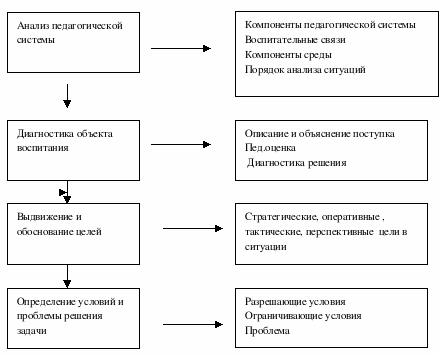 Анализ педагогической
системы
Компоненты педагогической системы
Воспитательные связи
Компоненты среды
Порядок анализа ситуаций
Диагностика объекта
воспитания
Описание и объяснение поступка
Пед.оценка
Диагностика решения
Выдвижение и
обоснование целей
Стратегические, оперативные ,
тактические, перспективные цели в
ситуации
Определение условий и
проблемы решения
задачи
Разрешающие условия
Ограничивающие условия
Проблема